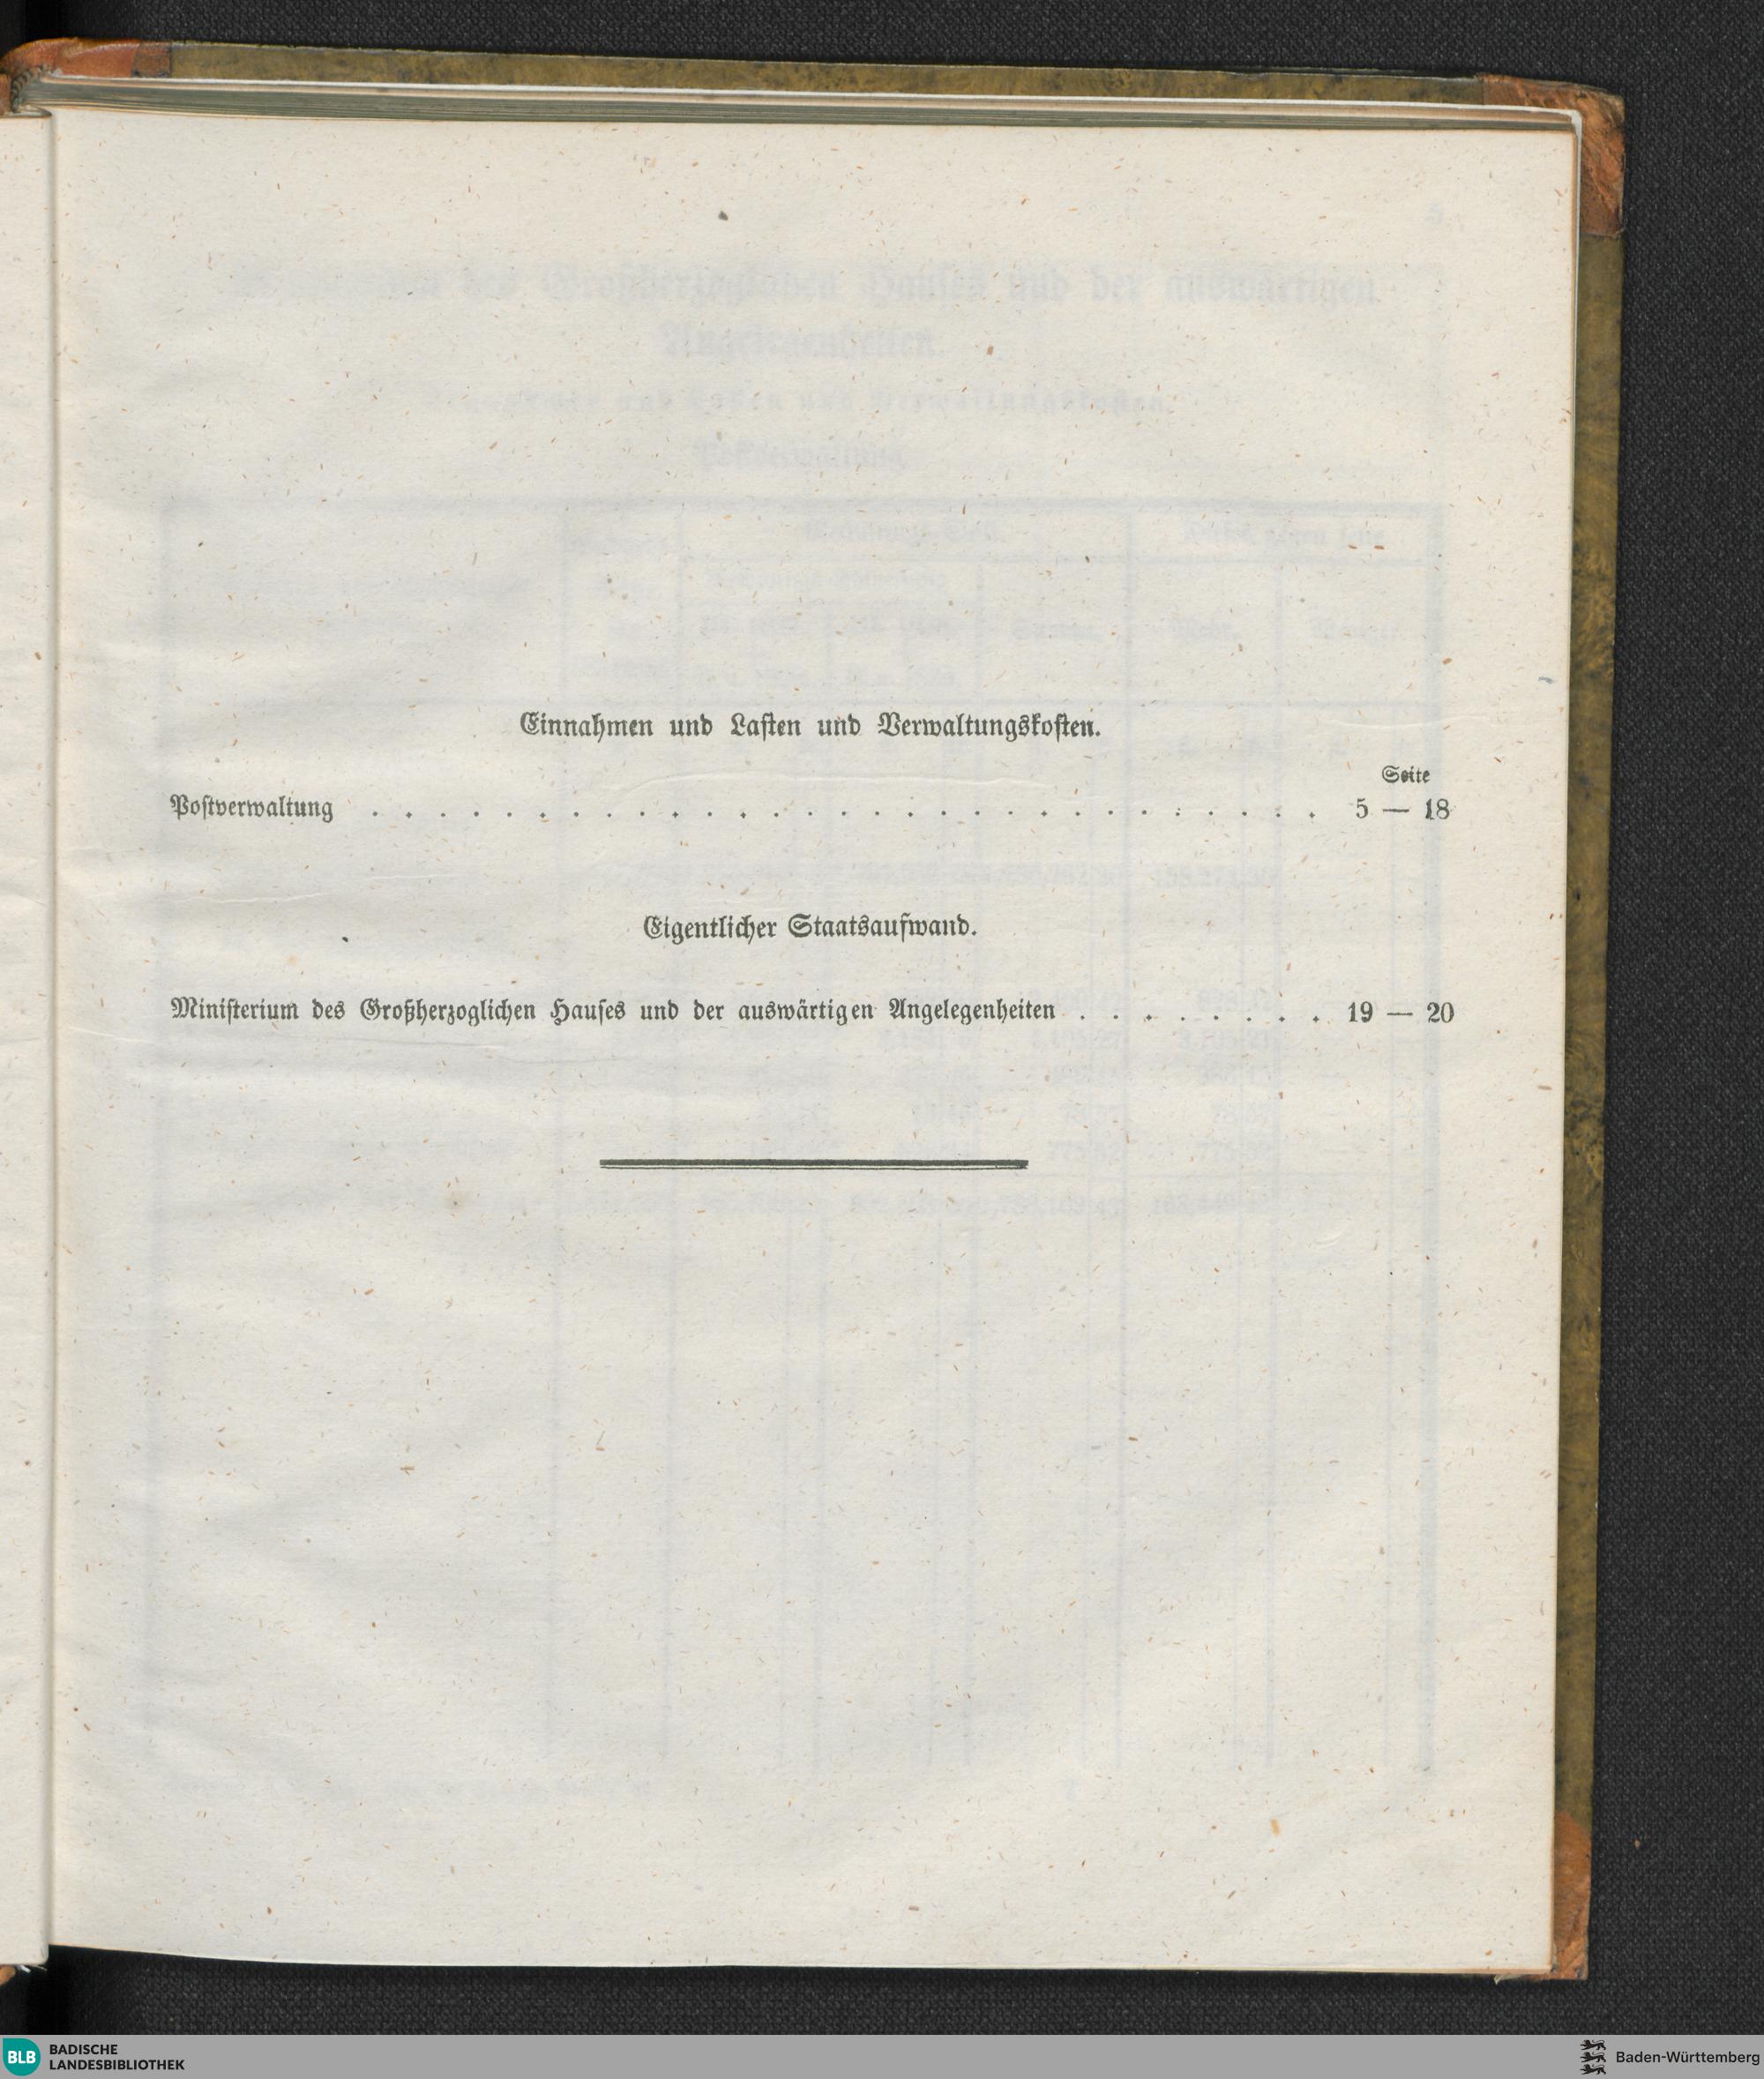 Einnahmen und Lasten und Verwaltungskosten.
Seite
Postverwaltung . . . . . . . . . . . . . . . . . . . . . . . . . . . . . 5 — 18
Eigentlicher Staatsaufwand.
Ministerium des Großherzoglichen Hauses und der auswärtigen Angelegenheiten . . . . . . . . 19 — 20
BLB BADISCHE
LANDESBIBLIOTHEK
Baden-Württemberg